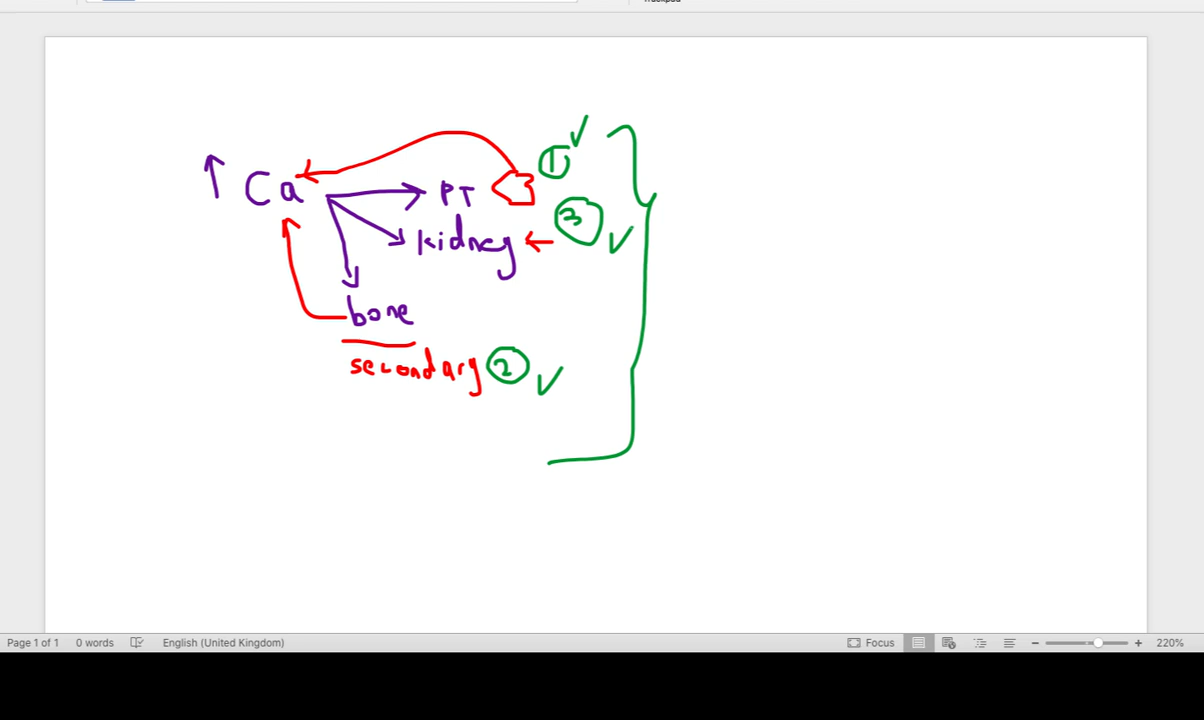 ↑ Ca
PT ① ✓
kidney ③ ✓
bone
secondary ② ✓
Page 1 of 1 0 words English (United Kingdom) Focus 220%